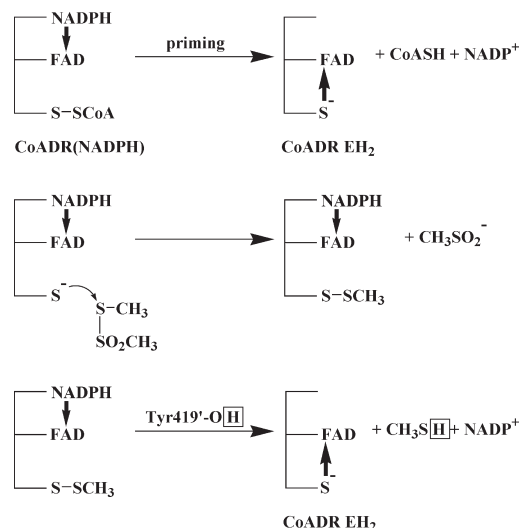 NADPH
FAD
S–SCoA
CoADR(NADPH)
priming
FAD
S⁻
CoADR EH₂
+ CoASH + NADP⁺
NADPH
FAD
S⁻
S–CH₃
SO₂CH₃
NADPH
FAD
S–SCH₃
+ CH₃SO₂⁻
NADPH
FAD
S–SCH₃
Tyr419'-OH
FAD
S⁻
CoADR EH₂
+ CH₃SH + NADP⁺